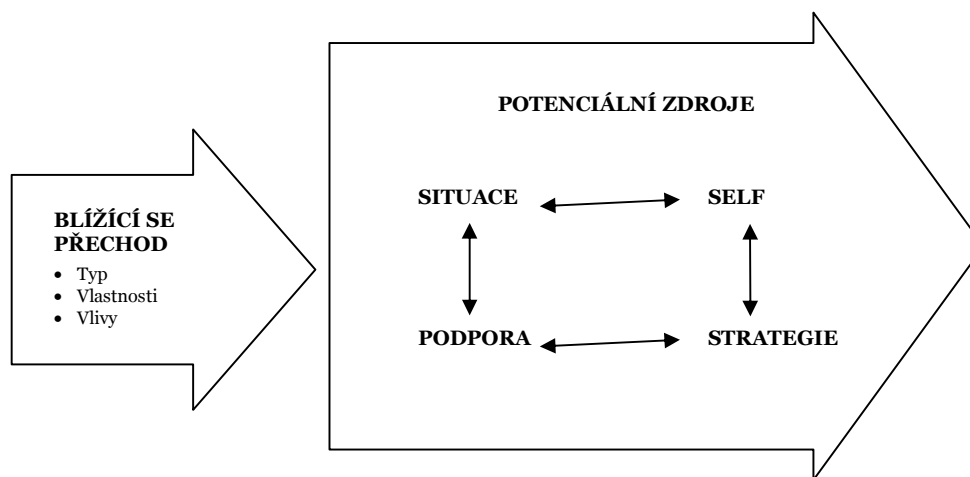 POTENCIÁLNÍ ZDROJE
BLÍŽÍCÍ SE
PŘECHOD
• Typ
• Vlastnosti
• Vlivy
SITUACE
SELF
PODPORA
STRATEGIE